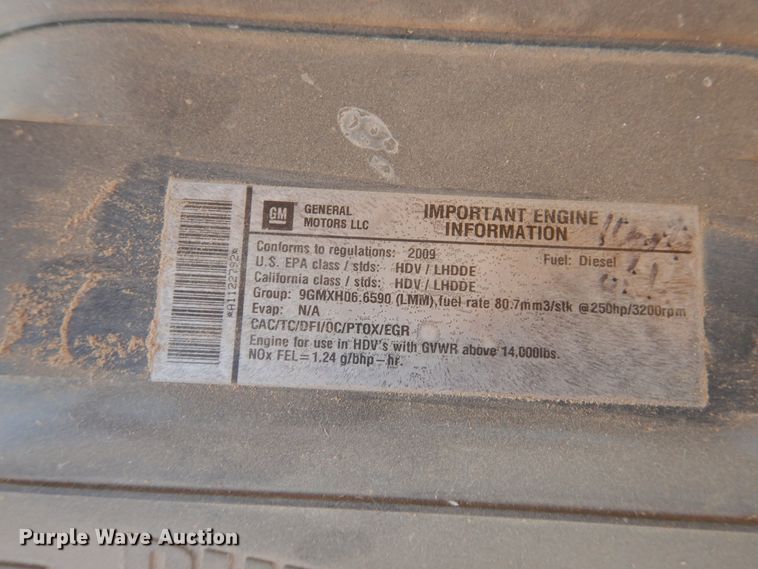 GM GENERAL MOTORS LLC
IMPORTANT ENGINE INFORMATION
Conforms to regulations: 2009
Fuel: Diesel
U.S. EPA class / stds: HDV / LHDDE
California class / stds: HDV / LHDDE
Group: 9GMXH06.6590 (LMM),fuel rate 80.7mm3/stk @250hp/3200rpm
Evap: N/A
CAC/TC/DFI/OC/PTOX/EGR
Engine for use in HDV's with GVWR above 14,000lbs.
NOx FEL=1.24 g/bhp-hr.
*A1122792*
Purple Wave Auction